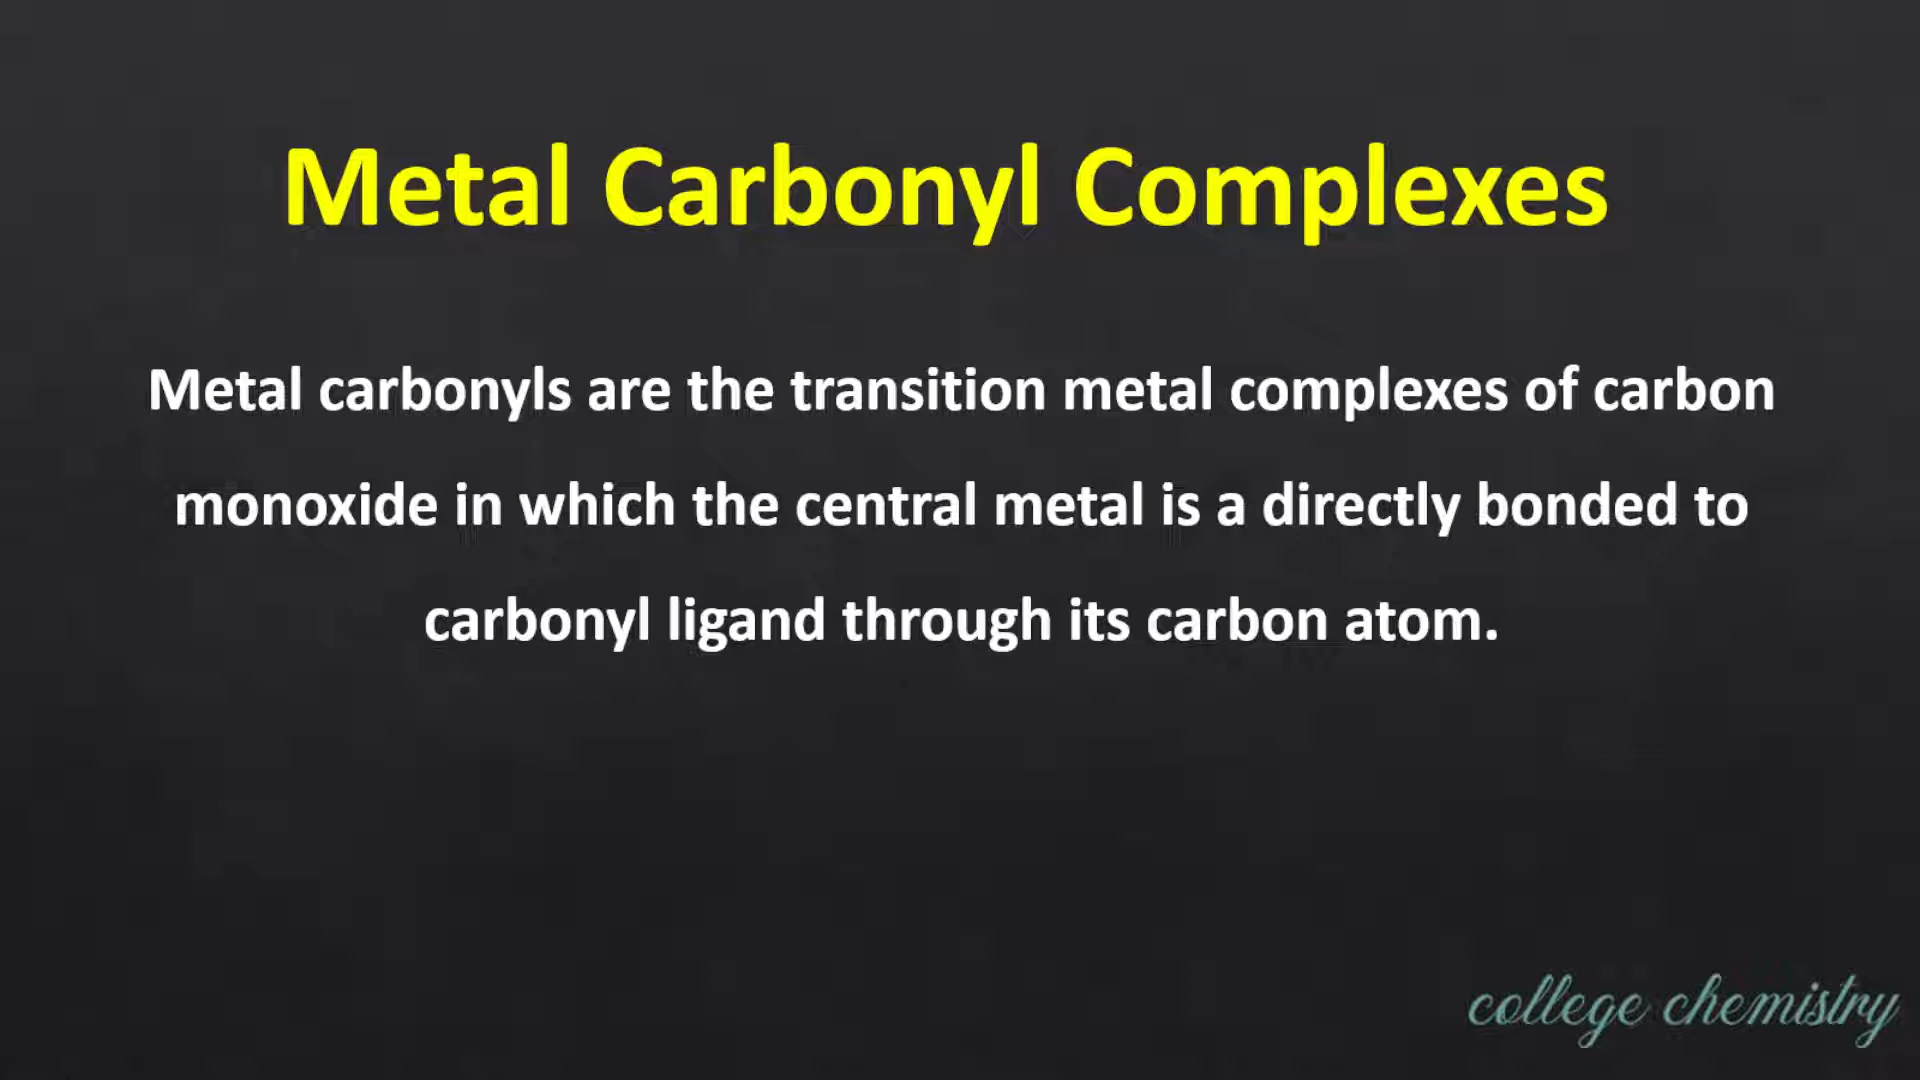 Metal Carbonyl Complexes
Metal carbonyls are the transition metal complexes of carbon
monoxide in which the central metal is a directly bonded to
carbonyl ligand through its carbon atom.
college chemistry